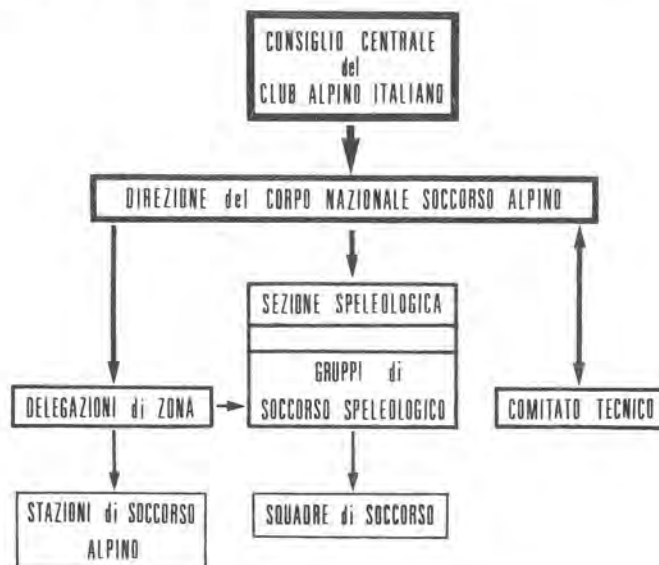 CONSIGLIO CENTRALE
del
CLUB ALPINO ITALIANO
DIREZIONE del CORPO NAZIONALE SOCCORSO ALPINO
SEZIONE SPELEOLOGICA
GRUPPI di
SOCCORSO SPELEOLOGICO
DELEGAZIONI di ZONA
COMITATO TECNICO
STAZIONI di SOCCORSO
ALPINO
SQUADRE di SOCCORSO